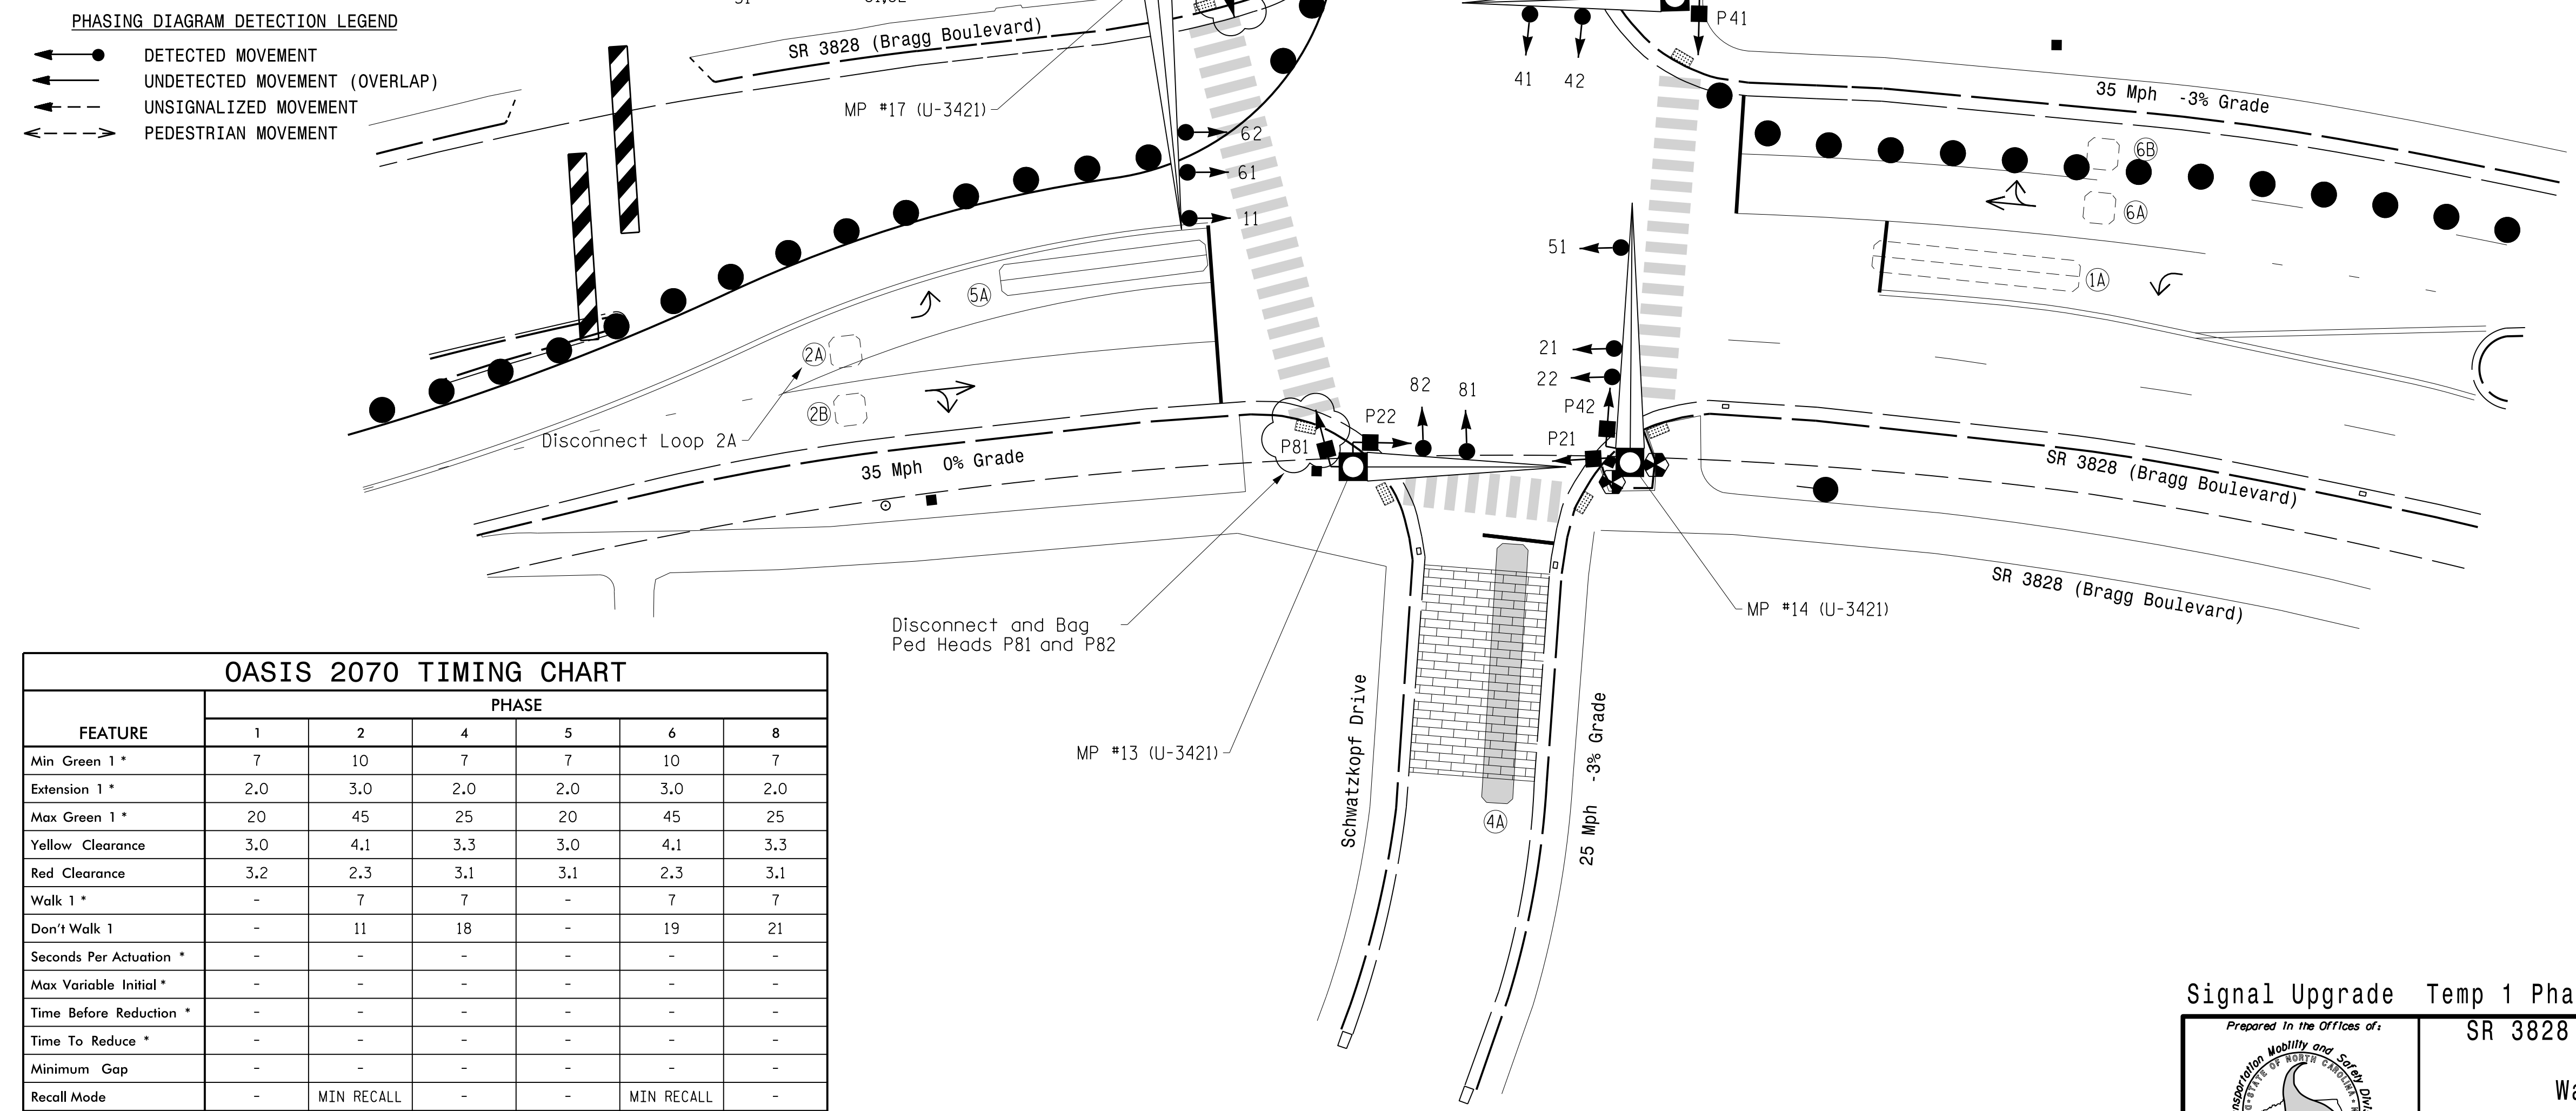 PHASING DIAGRAM DETECTION LEGEND
DETECTED MOVEMENT
UNDETECTED MOVEMENT (OVERLAP)
UNSIGNALIZED MOVEMENT
PEDESTRIAN MOVEMENT
SR 3828 (Bragg Boulevard)
MP #17 (U-3421)
62
61
11
41
42
P41
35 Mph -3% Grade
6B
6A
1A
51
21
22
P42
P21
82
81
P22
P81
5A
2A
2B
Disconnect Loop 2A
35 Mph 0% Grade
SR 3828 (Bragg Boulevard)
SR 3828 (Bragg Boulevard)
Disconnect and Bag
Ped Heads P81 and P82
MP #14 (U-3421)
MP #13 (U-3421)
Schwatzkopf Drive
25 Mph -3% Grade
4A
OASIS 2070 TIMING CHART
FEATURE PHASE
1 2 4 5 6 8
Min Green 1 * 7 10 7 7 10 7
Extension 1 * 2.0 3.0 2.0 2.0 3.0 2.0
Max Green 1 * 20 45 25 20 45 25
Yellow Clearance 3.0 4.1 3.3 3.0 4.1 3.3
Red Clearance 3.2 2.3 3.1 3.1 2.3 3.1
Walk 1 * - 7 7 - 7 7
Don't Walk 1 - 11 18 - 19 21
Seconds Per Actuation * - - - - - -
Max Variable Initial * - - - - - -
Time Before Reduction * - - - - - -
Time To Reduce * - - - - - -
Minimum Gap - - - - - -
Recall Mode - MIN RECALL - - MIN RECALL -
Signal Upgrade Temp 1 Pha
Prepared in the Offices of:
SR 3828
Mobility and Safety
STATE OF NORTH CAROLINA